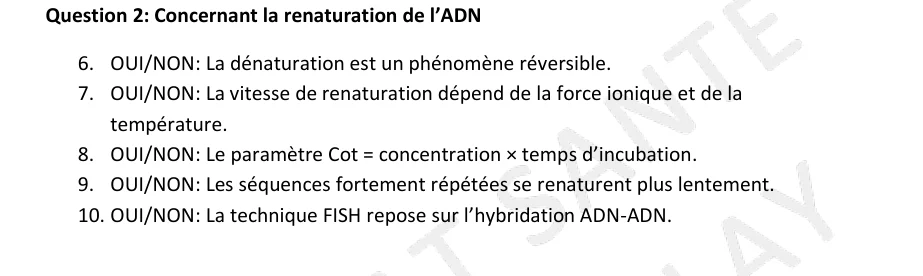 Question 2: Concernant la renaturation de l’ADN
6. OUI/NON: La dénaturation est un phénomène réversible.
7. OUI/NON: La vitesse de renaturation dépend de la force ionique et de la
température.
8. OUI/NON: Le paramètre Cot = concentration × temps d’incubation.
9. OUI/NON: Les séquences fortement répétées se renaturent plus lentement.
10. OUI/NON: La technique FISH repose sur l’hybridation ADN-ADN.